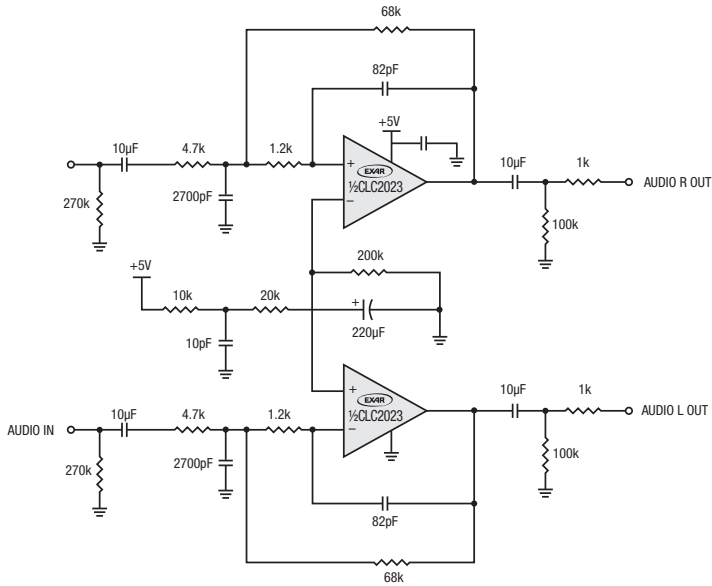 68k
82pF
+5V
10µF
4.7k
1.2k
+
EXAR
½CLC2023
–
10µF
1k
AUDIO R OUT
270k
2700pF
100k
+5V
200k
10k
20k
+
220µF
10pF
+
EXAR
½CLC2023
–
10µF
1k
AUDIO L OUT
AUDIO IN
10µF
4.7k
1.2k
270k
2700pF
100k
82pF
68k